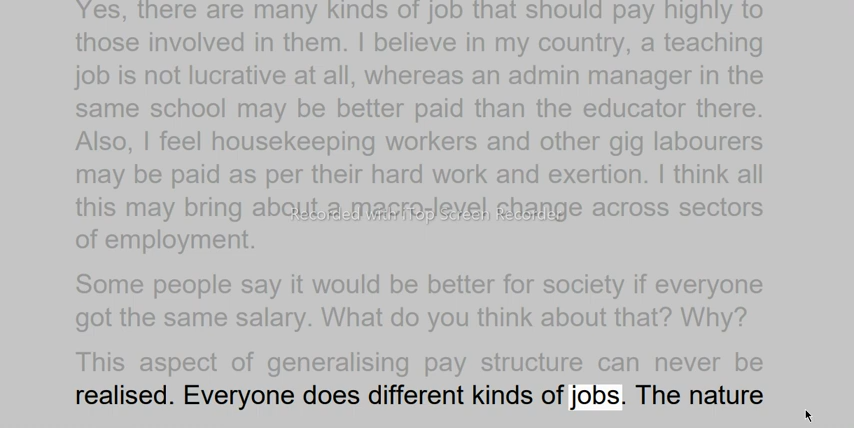 Yes, there are many kinds of job that should pay highly to
those involved in them. I believe in my country, a teaching
job is not lucrative at all, whereas an admin manager in the
same school may be better paid than the educator there.
Also, I feel housekeeping workers and other gig labourers
may be paid as per their hard work and exertion. I think all
this may bring about a macro-level change across sectors
Recorded with iTop Screen Recorder
of employment.
Some people say it would be better for society if everyone
got the same salary. What do you think about that? Why?
This aspect of generalising pay structure can never be
realised. Everyone does different kinds of jobs. The nature